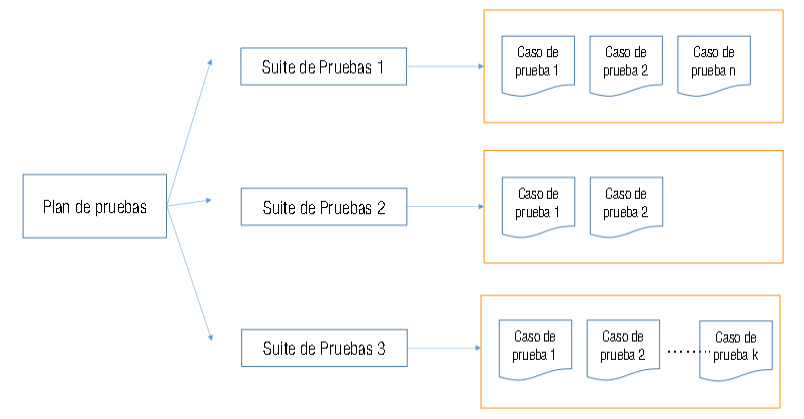 Plan de pruebas
Suite de Pruebas 1
Caso de
prueba 1
Caso de
prueba 2
Caso de
prueba n
Suite de Pruebas 2
Caso de
prueba 1
Caso de
prueba 2
Suite de Pruebas 3
Caso de
prueba 1
Caso de
prueba 2
.......
Caso de
prueba k